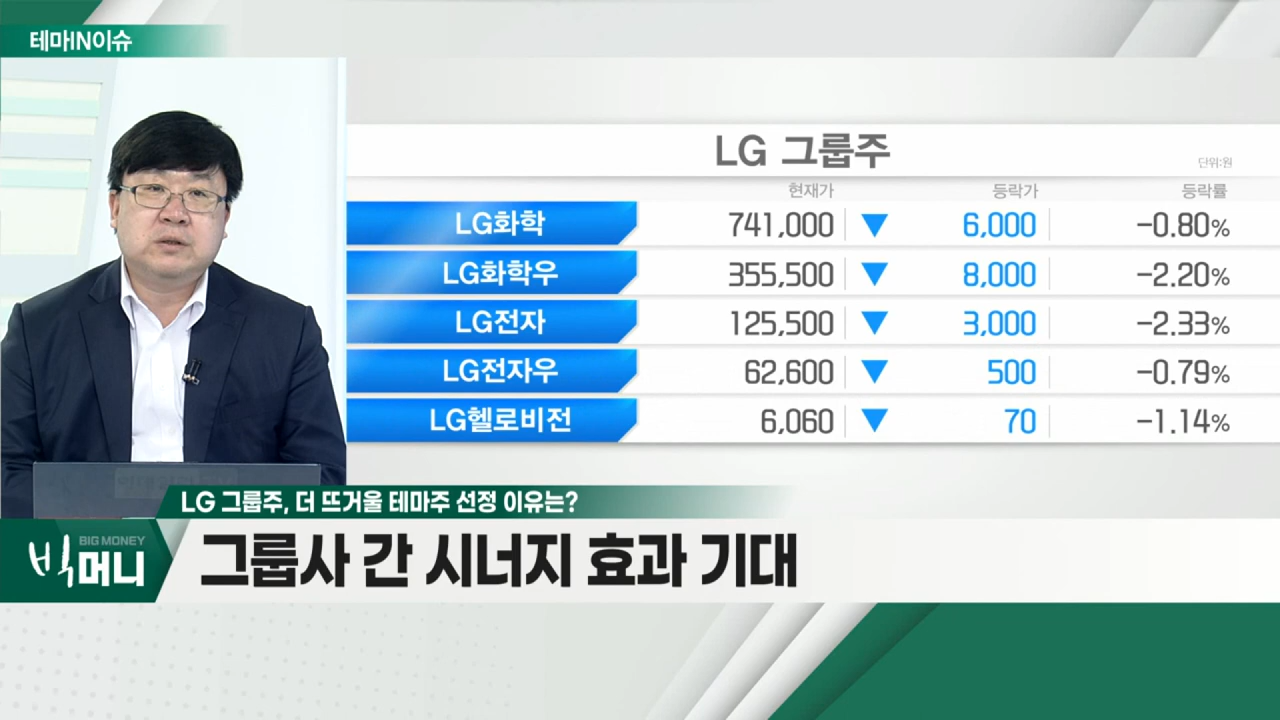 테마IN이슈
LG 그룹주
단위:원
현재가 등락가 등락률
LG화학 741,000 ▼ 6,000 -0.80%
LG화학우 355,500 ▼ 8,000 -2.20%
LG전자 125,500 ▼ 3,000 -2.33%
LG전자우 62,600 ▼ 500 -0.79%
LG헬로비전 6,060 ▼ 70 -1.14%
LG 그룹주, 더 뜨거울 테마주 선정 이유는?
BIG MONEY
빅머니
그룹사 간 시너지 효과 기대